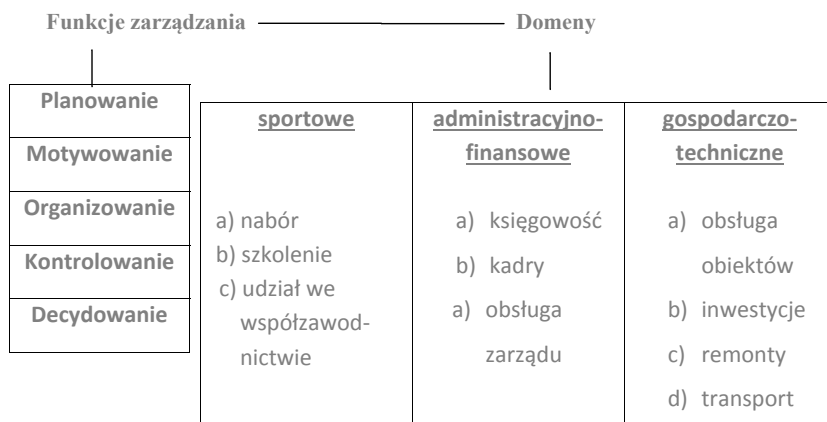 Funkcje zarządzania Domeny
Planowanie
Motywowanie
Organizowanie
Kontrolowanie
Decydowanie
sportowe
a) nabór
b) szkolenie
c) udział we
współzawod-
nictwie
administracyjno-
finansowe
a) księgowość
b) kadry
a) obsługa
zarządu
gospodarczo-
techniczne
a) obsługa
obiektów
b) inwestycje
c) remonty
d) transport